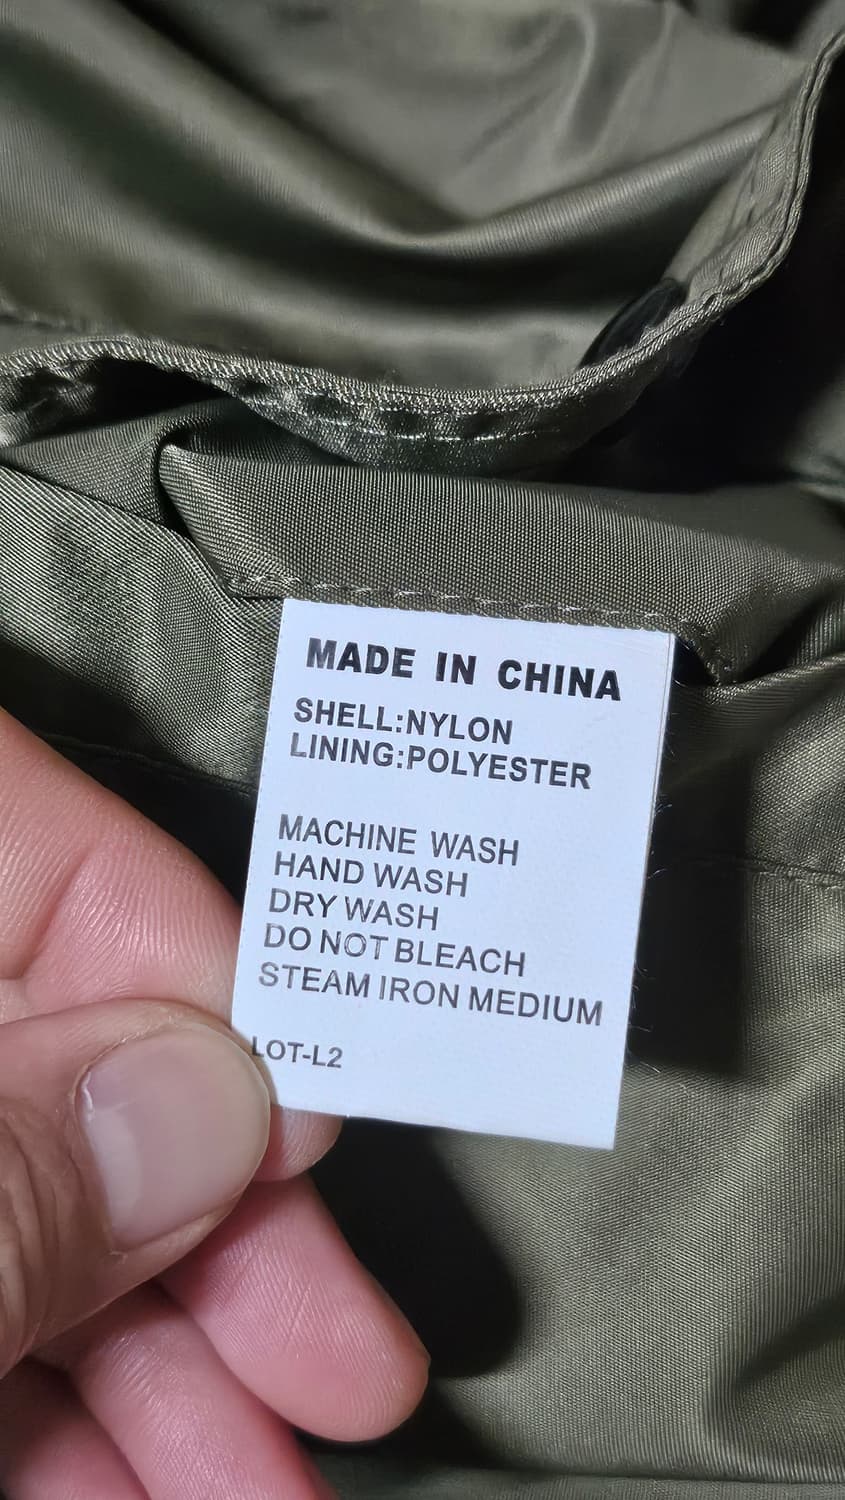 MADE IN CHINA
SHELL:NYLON
LINING:POLYESTER
MACHINE WASH
HAND WASH
DRY WASH
DO NOT BLEACH
STEAM IRON MEDIUM
LOT-L2